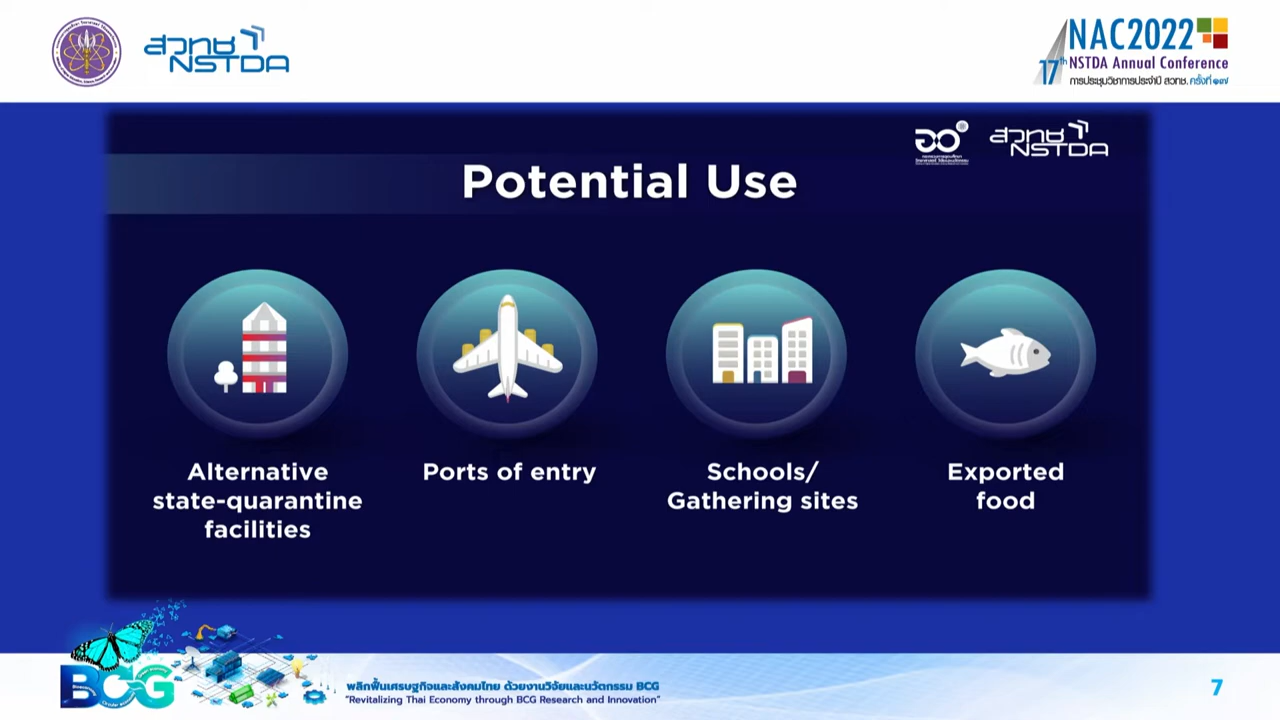 สวทช
NSTDA
NAC2022
17th NSTDA Annual Conference
การประชุมวิชาการประจำปี สวทช. ครั้งที่ ๑๗
อว
สวทช
NSTDA
Potential Use
Alternative
state-quarantine
facilities
Ports of entry
Schools/
Gathering sites
Exported
food
BCG
พลิกฟื้นเศรษฐกิจและสังคมไทย ด้วยงานวิจัยและนวัตกรรม BCG
"Revitalizing Thai Economy through BCG Research and Innovation"
7